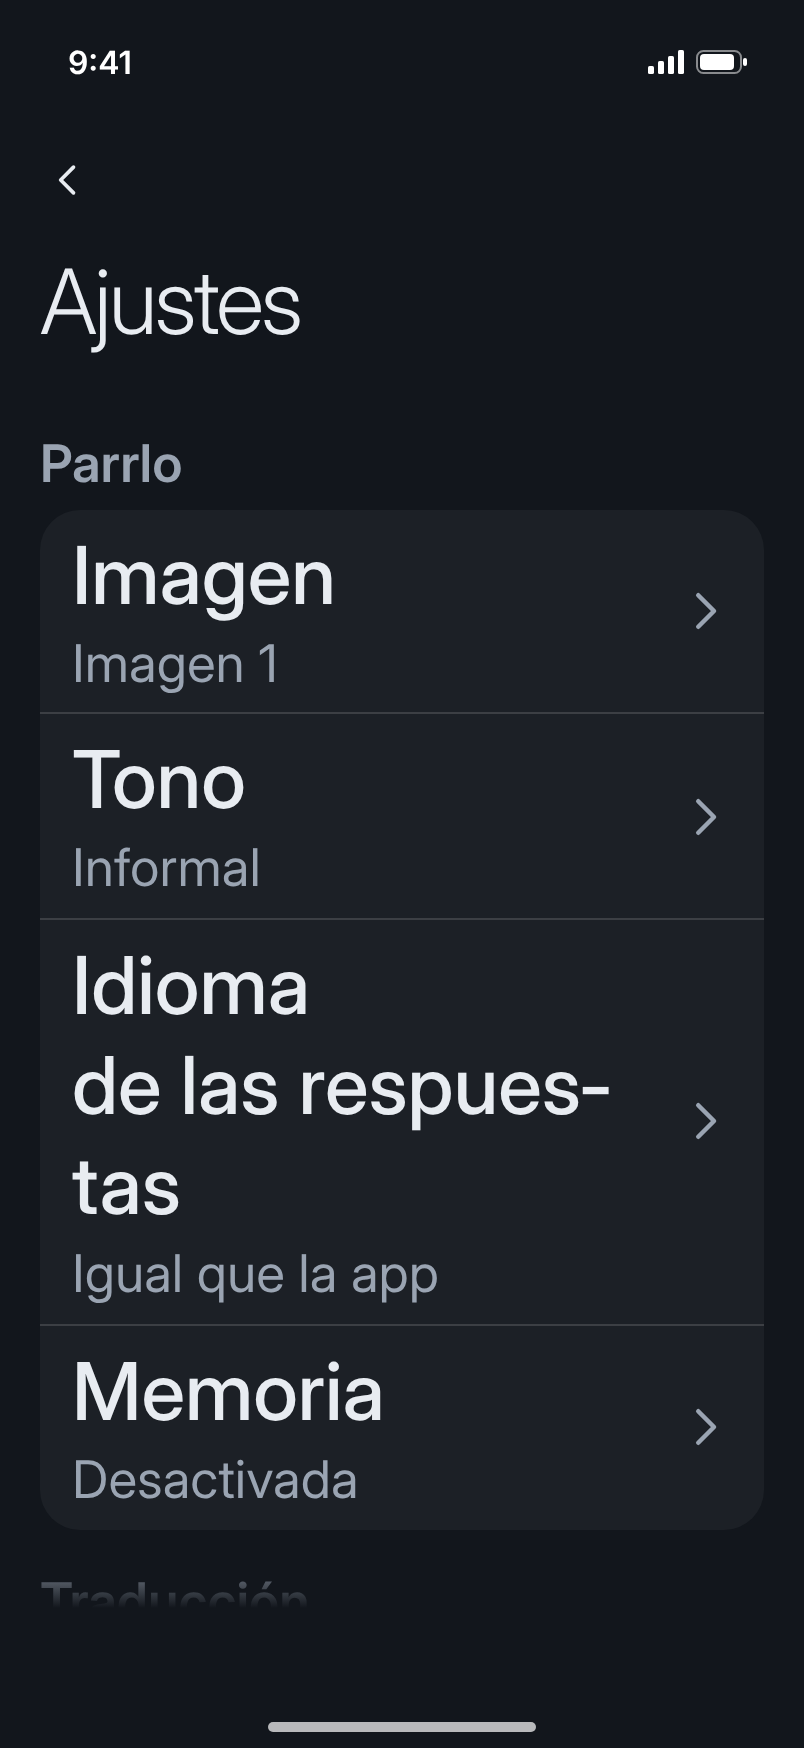 9:41
Ajustes
Parrlo
Imagen
Imagen 1
Tono
Informal
Idioma
de las respues-
tas
Igual que la app
Memoria
Desactivada
Traducción